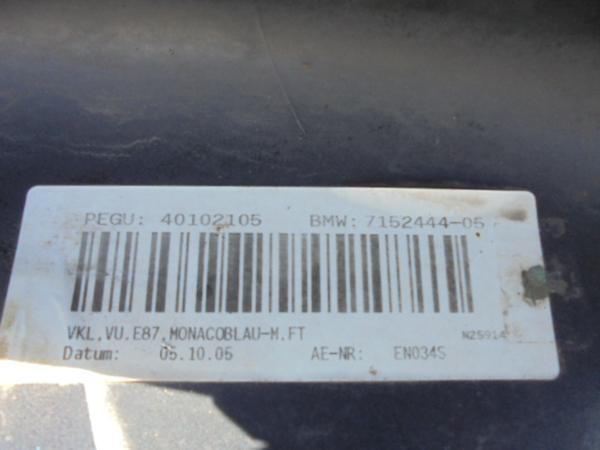 PEGU: 40102105 BMW: 7152444-05
VKL,VU,E87,MONACOBLAU-M.FT N25914
Datum: 05.10.05 AE-NR: EN034S